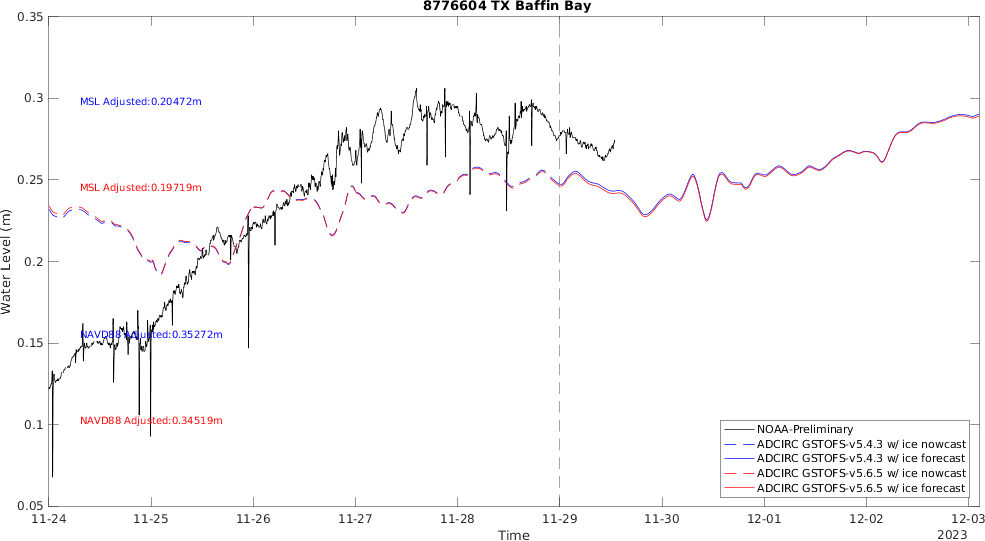 8776604 TX Baffin Bay
0.35
0.3
0.25
0.2
0.15
0.1
0.05
Water Level (m)
MSL Adjusted:0.20472m
MSL Adjusted:0.19719m
NAVD88 Adjusted:0.35272m
NAVD88 Adjusted:0.34519m
NOAA-Preliminary
ADCIRC GSTOFS-v5.4.3 w/ ice nowcast
ADCIRC GSTOFS-v5.4.3 w/ ice forecast
ADCIRC GSTOFS-v5.6.5 w/ ice nowcast
ADCIRC GSTOFS-v5.6.5 w/ ice forecast
11-24 11-25 11-26 11-27 11-28 11-29 11-30 12-01 12-02 12-03
Time
2023